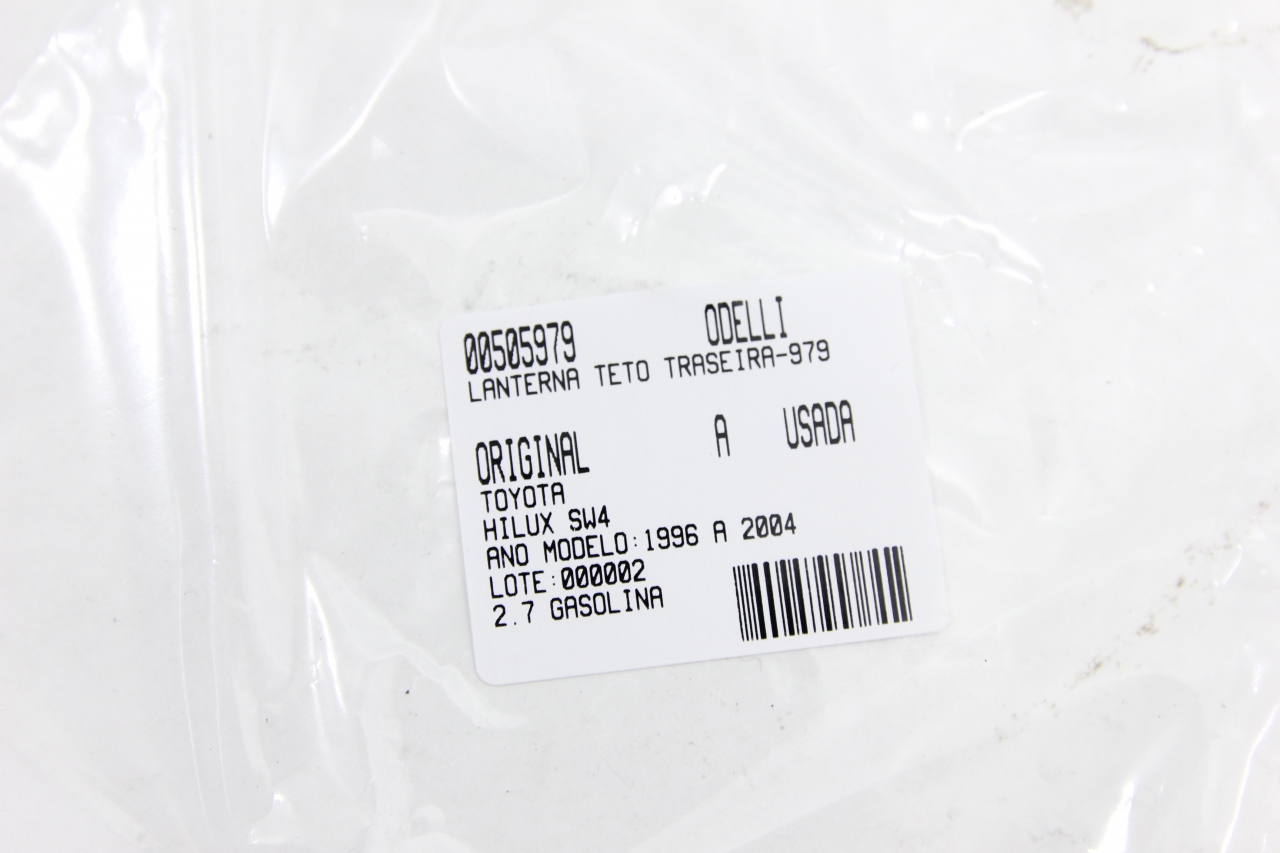 00505979 ODELLI
LANTERNA TETO TRASEIRA-979
ORIGINAL A USADA
TOYOTA
HILUX SW4
ANO MODELO:1996 A 2004
LOTE:000002
2.7 GASOLINA